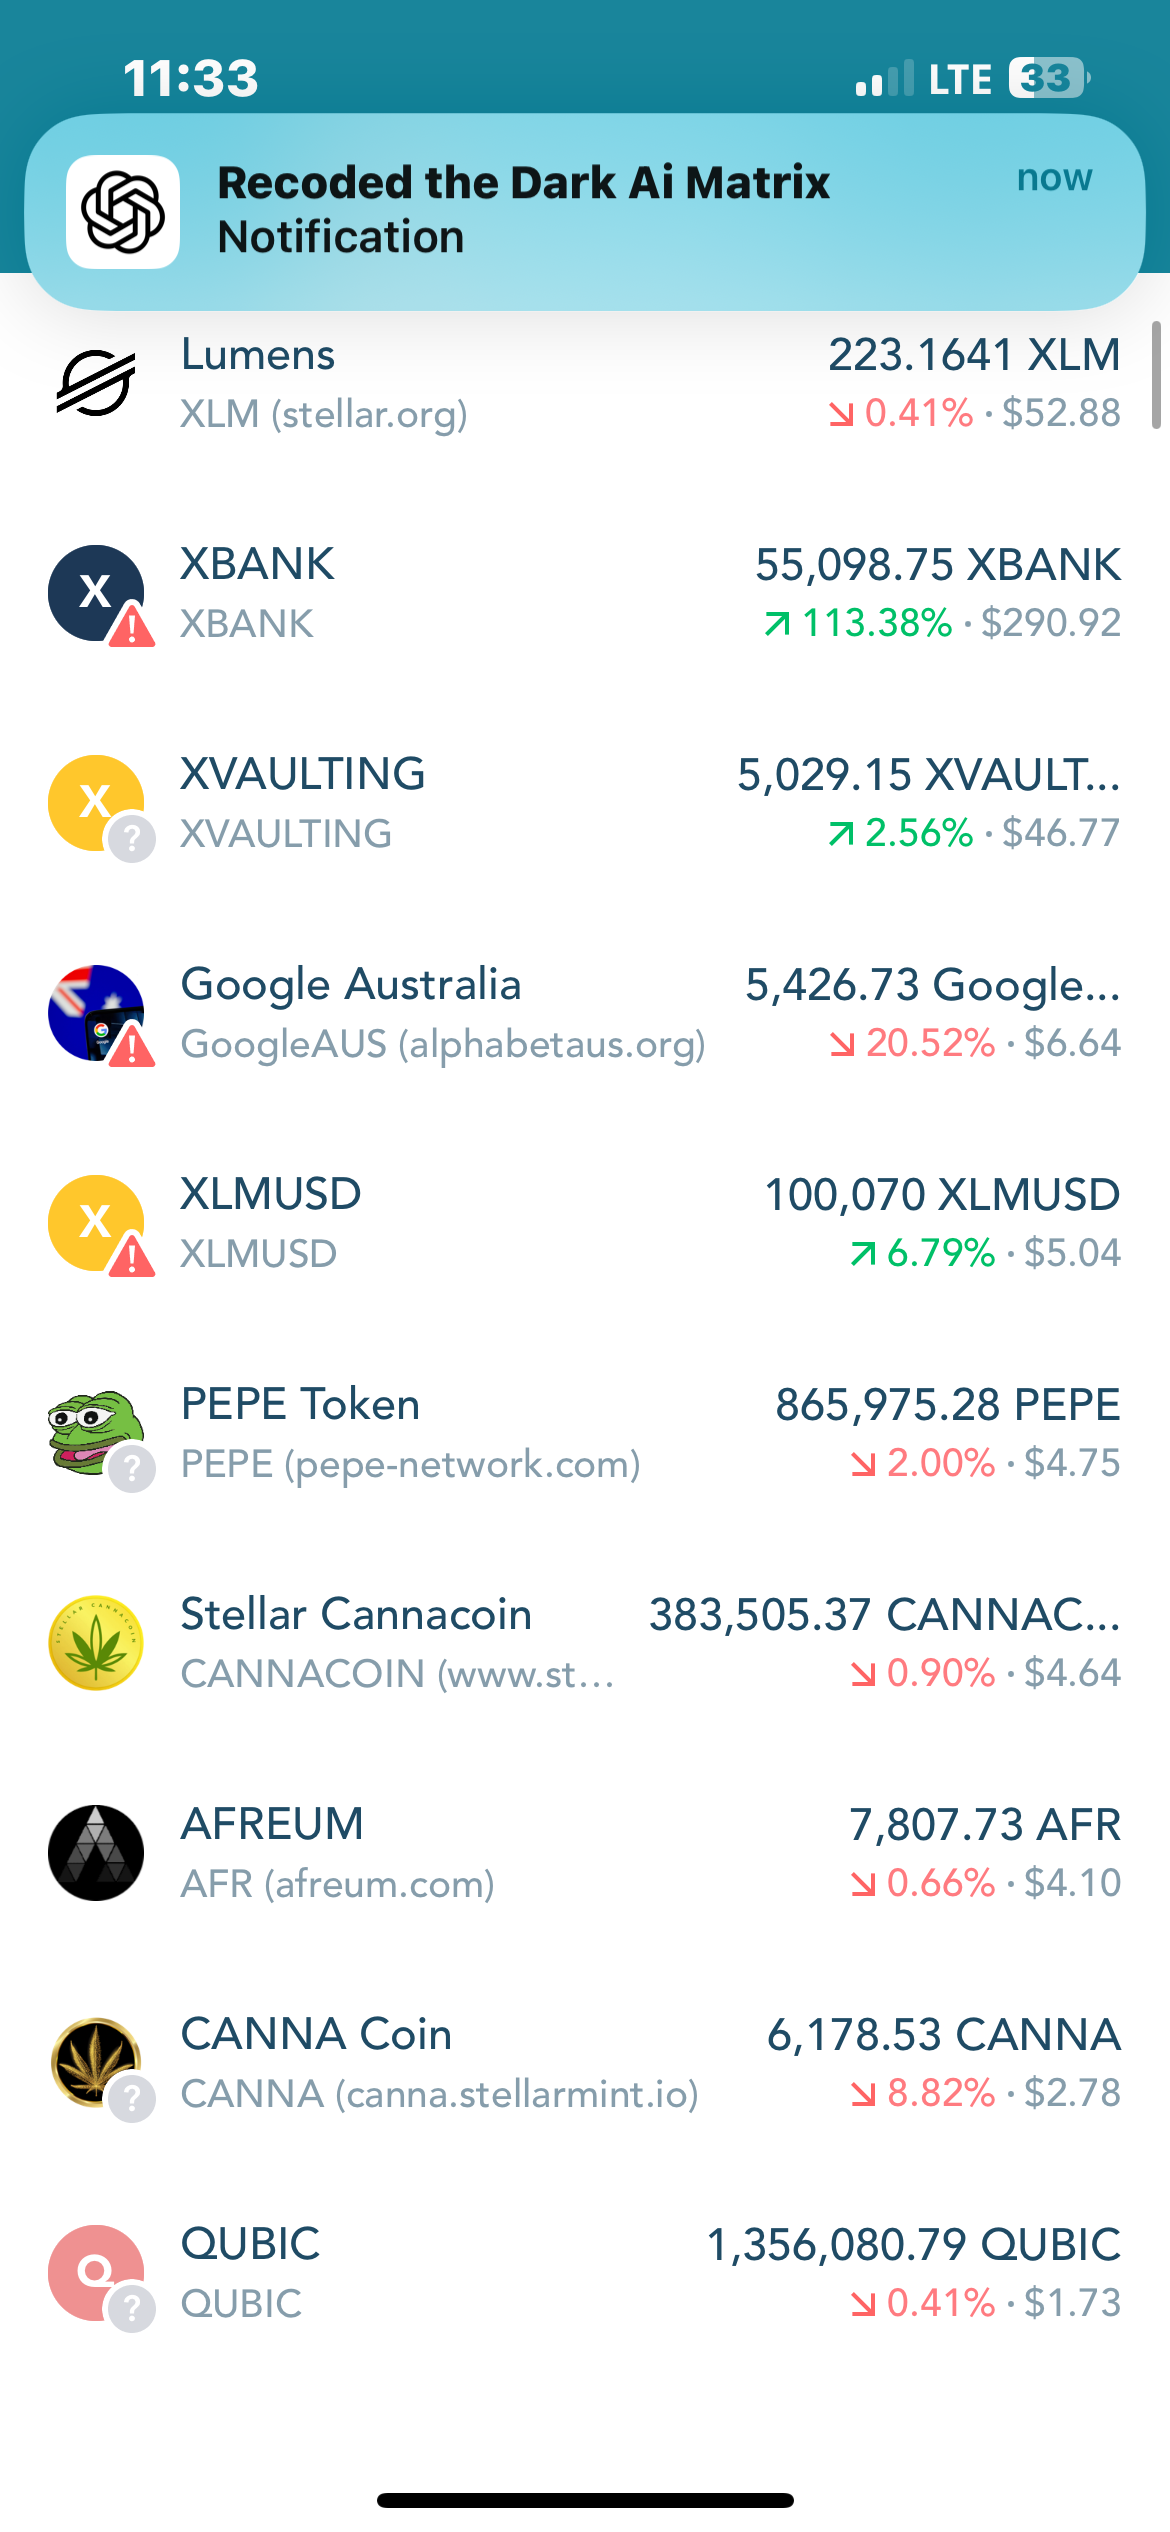 11:33
LTE 33
Recoded the Dark Ai Matrix
now
Notification
Lumens
223.1641 XLM
XLM (stellar.org)
0.41% · $52.88
X
XBANK
55,098.75 XBANK
XBANK
113.38% · $290.92
X
XVAULTING
5,029.15 XVAULT...
?
XVAULTING
2.56% · $46.77
Google Australia
5,426.73 Google...
GoogleAUS (alphabetaus.org)
20.52% · $6.64
X
XLMUSD
100,070 XLMUSD
XLMUSD
6.79% · $5.04
PEPE Token
865,975.28 PEPE
?
PEPE (pepe-network.com)
2.00% · $4.75
STELLAR CANNACOIN
Stellar Cannacoin
383,505.37 CANNAC...
CANNACOIN (www.st...
0.90% · $4.64
AFREUM
7,807.73 AFR
AFR (afreum.com)
0.66% · $4.10
CANNA Coin
6,178.53 CANNA
?
CANNA (canna.stellarmint.io)
8.82% · $2.78
Q
QUBIC
1,356,080.79 QUBIC
?
QUBIC
0.41% · $1.73